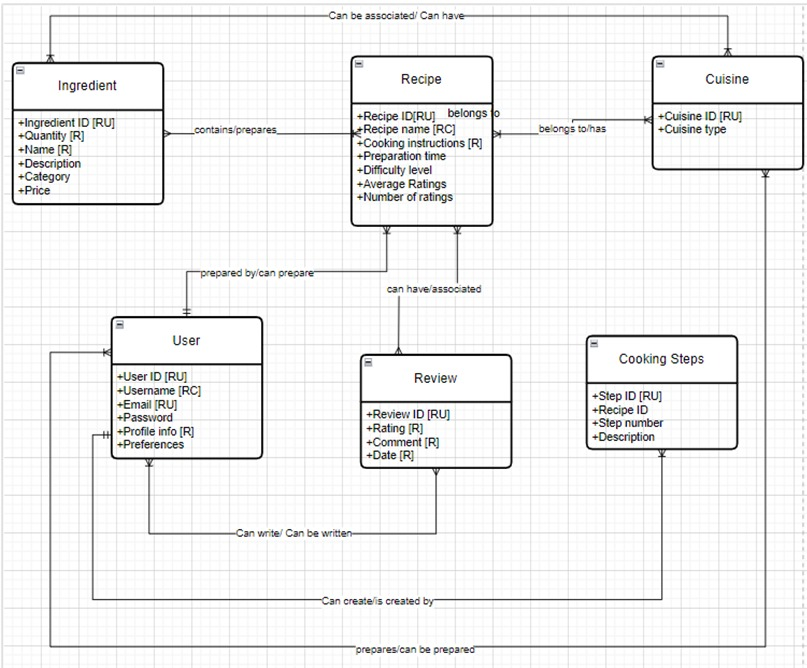 Can be associated/ Can have
Ingredient
+Ingredient ID [RU]
+Quantity [R]
+Name [R]
+Description
+Category
+Price
contains/prepares
Recipe
+Recipe ID[RU]
belongs to
+Recipe name [RC]
+Cooking instructions [R]
+Preparation time
+Difficulty level
+Average Ratings
+Number of ratings
belongs to/has
Cuisine
+Cuisine ID [RU]
+Cuisine type
prepared by/can prepare
can have/associated
User
+User ID [RU]
+Username [RC]
+Email [RU]
+Password
+Profile info [R]
+Preferences
Review
+Review ID [RU]
+Rating [R]
+Comment [R]
+Date [R]
Cooking Steps
+Step ID [RU]
+Recipe ID
+Step number
+Description
Can write/ Can be written
Can create/is created by
prepares/can be prepared